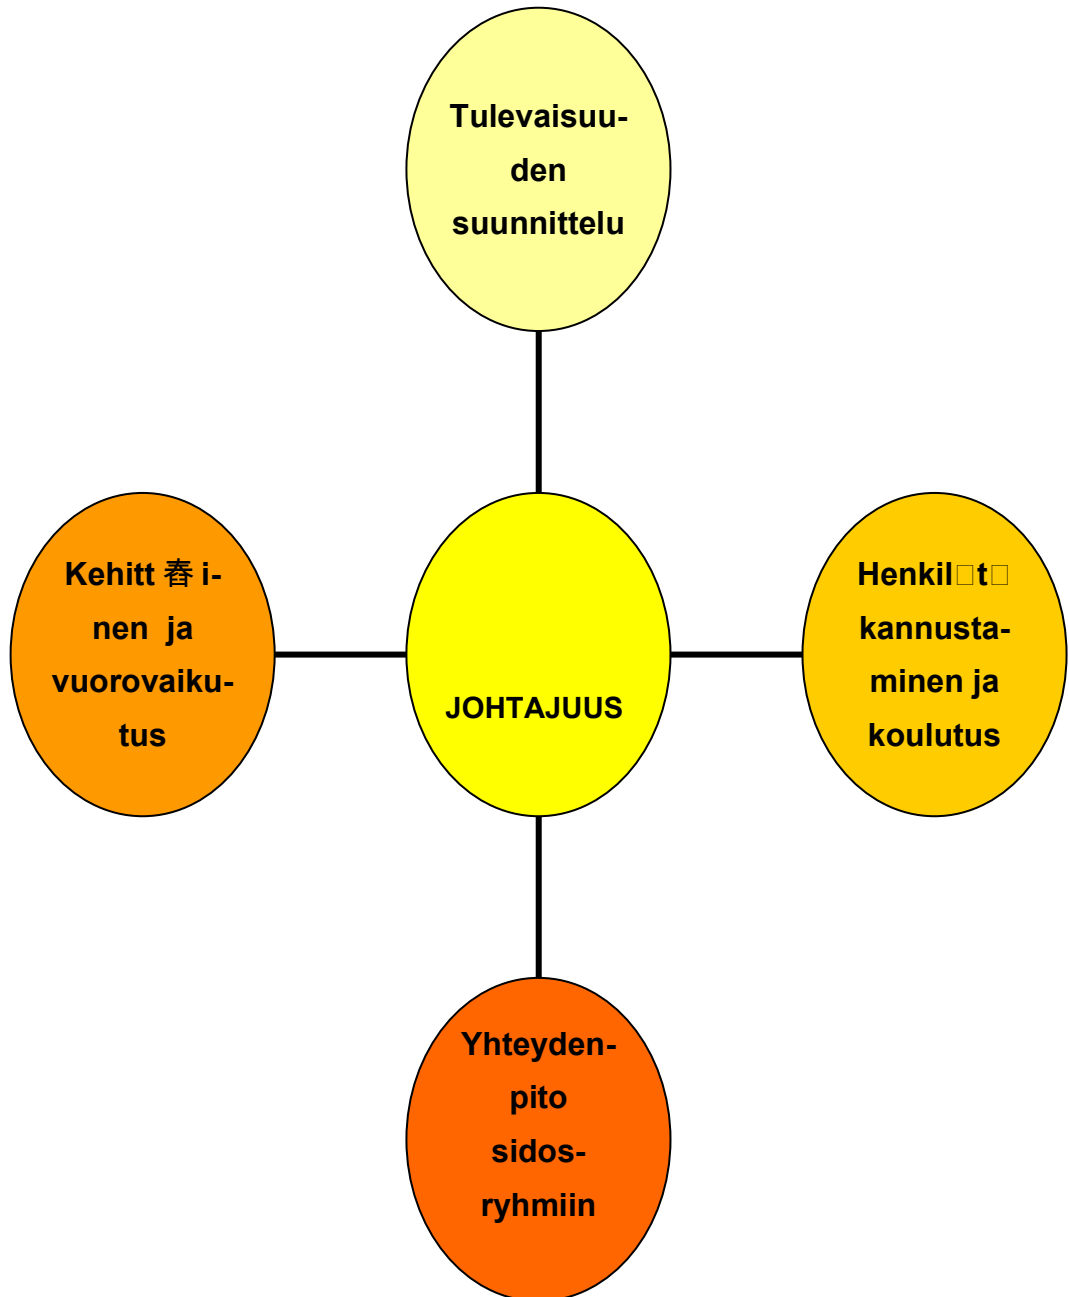 Tulevaisuu-
den
suunnittelu
Kehitt 春 i-
nen ja
vuorovaiku-
tus
JOHTAJUUS
Henkil□t□
kannusta-
minen ja
koulutus
Yhteyden-
pito
sidos-
ryhmiin